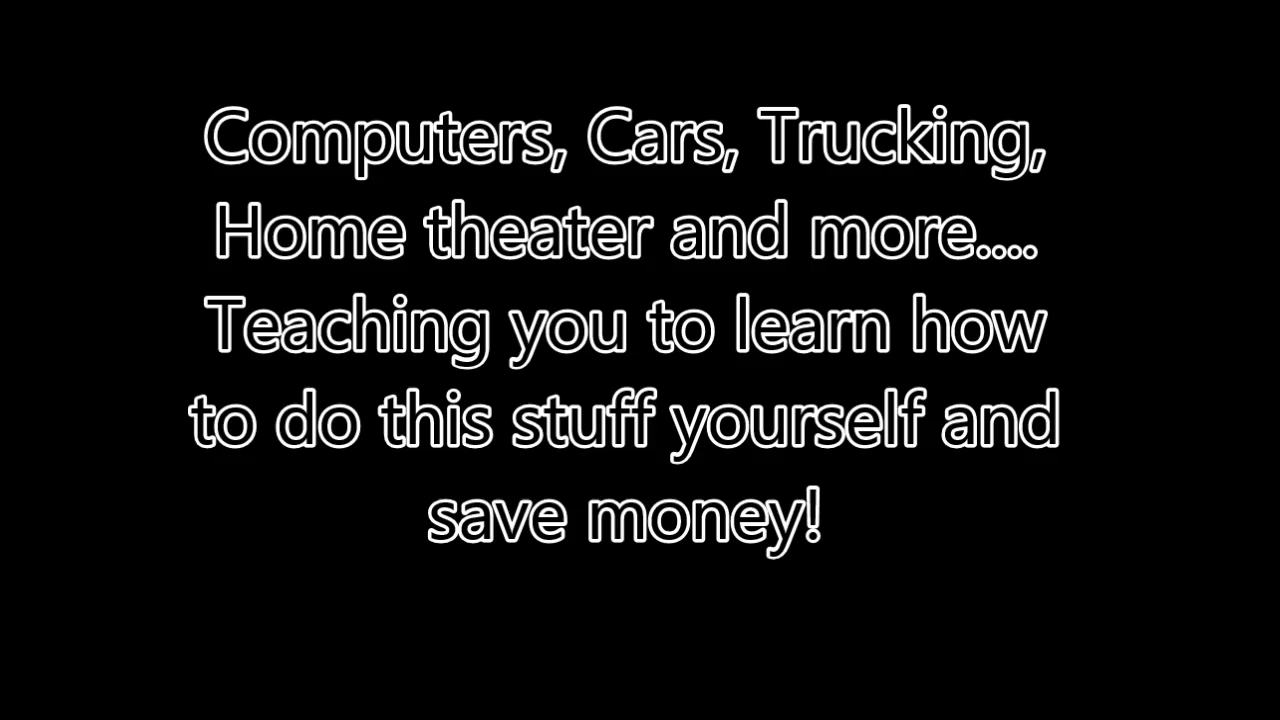 Computers, Cars, Trucking,
Home theater and more....
Teaching you to learn how
to do this stuff yourself and
save money!